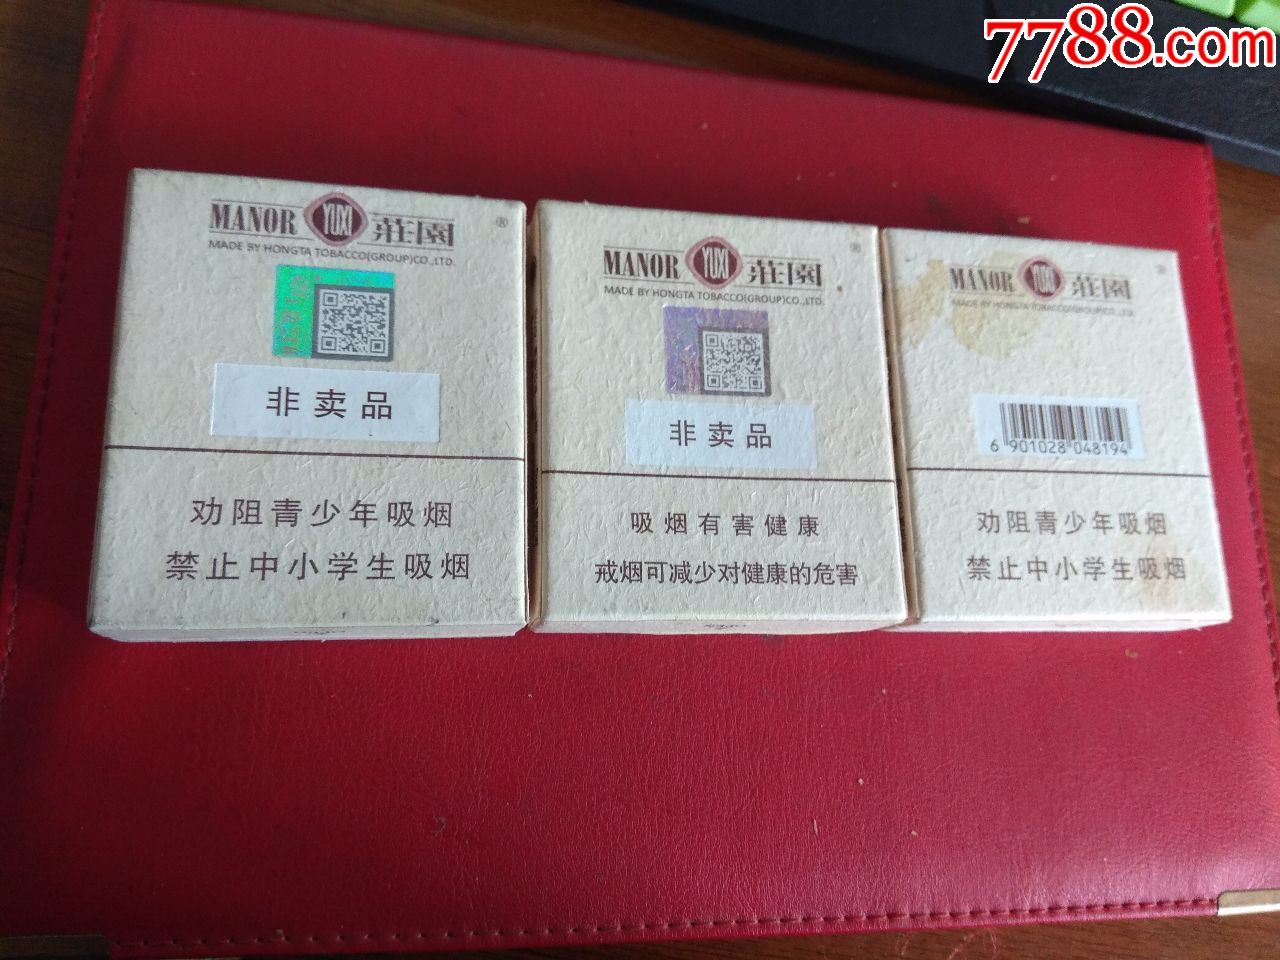 7788.com
MANOR YUXI 莊園 ®
MADE BY HONGTA TOBACCO(GROUP)CO.,LTD.
非卖品
劝阻青少年吸烟
禁止中小学生吸烟
MANOR YUXI 莊園 ®
MADE BY HONGTA TOBACCO(GROUP)CO.,LTD.
非卖品
吸烟有害健康
戒烟可减少对健康的危害
MANOR YUXI 莊園 ®
MADE BY HONGTA TOBACCO(GROUP)CO.,LTD.
6 901028 048194
劝阻青少年吸烟
禁止中小学生吸烟